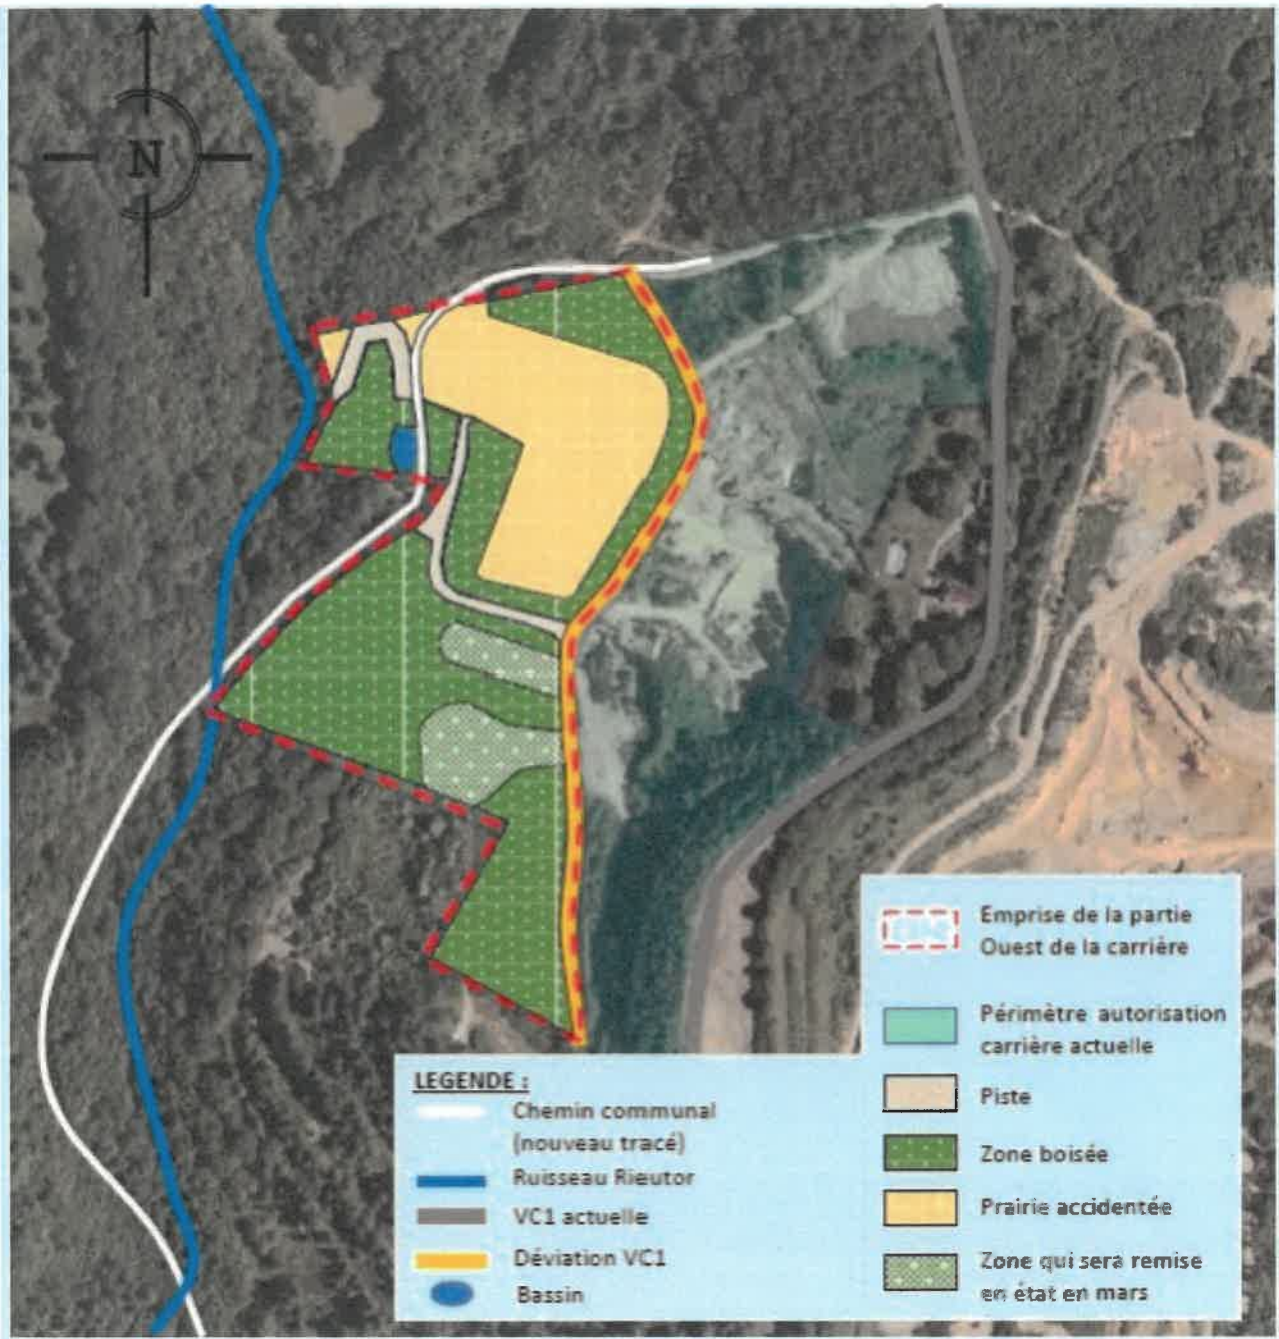 N
LEGENDE :
Chemin communal
(nouveau tracé)
Ruisseau Rieutor
VC1 actuelle
Déviation VC1
Bassin
Emprise de la partie
Ouest de la carrière
Périmètre autorisation
carrière actuelle
Piste
Zone boisée
Prairie accidentée
Zone qui sera remise
en état en mars